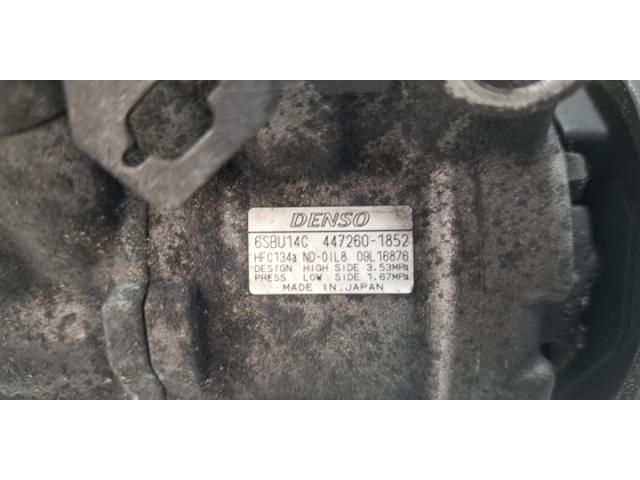 DENSO
6SBU14C 447260-1852
HFC134a ND-OIL8 09L16876
DESIGN HIGH SIDE 3.53MPa
PRESS LOW SIDE 1.67MPa
MADE IN JAPAN